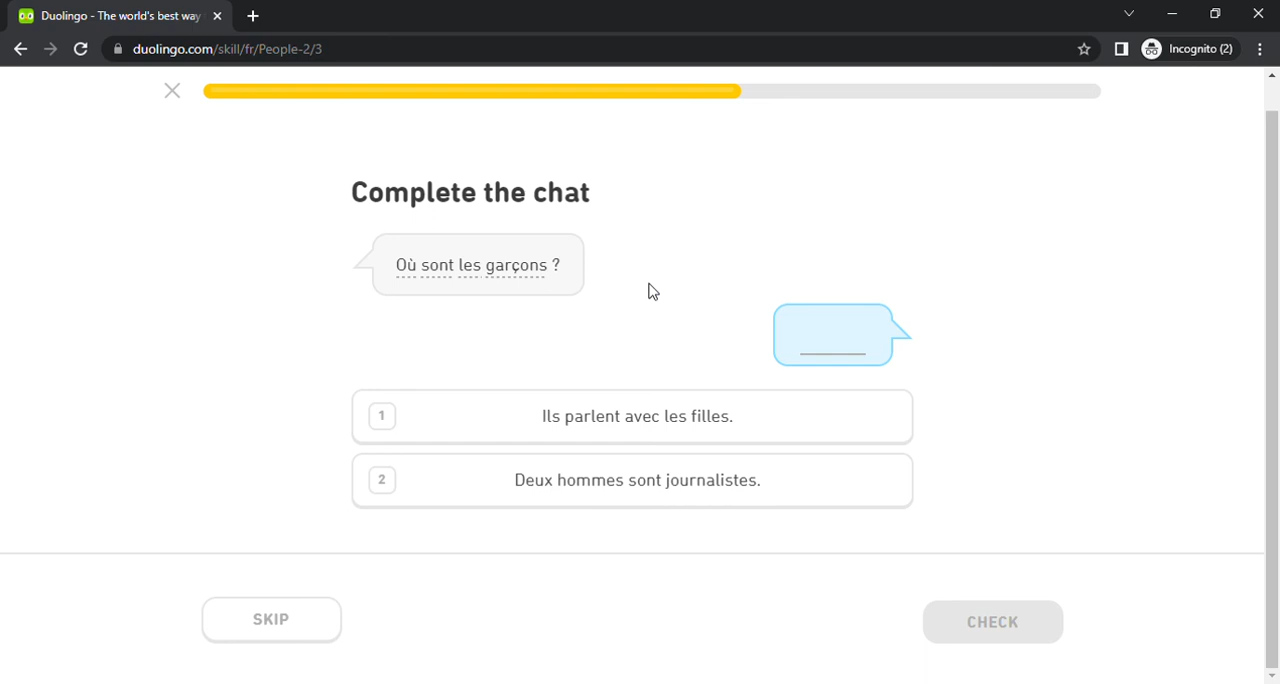 Duolingo - The world's best way
duolingo.com/skill/fr/People-2/3
Incognito (2)
Complete the chat
Où sont les garçons ?
1 Ils parlent avec les filles.
2 Deux hommes sont journalistes.
SKIP
CHECK